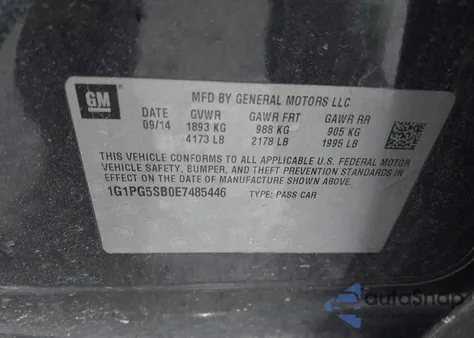 GM
MFD BY GENERAL MOTORS LLC
DATE GVWR GAWR FRT GAWR RR
09/14 1893 KG 988 KG 905 KG
4173 LB 2178 LB 1995 LB
THIS VEHICLE CONFORMS TO ALL APPLICABLE U.S. FEDERAL MOTOR
VEHICLE SAFETY, BUMPER, AND THEFT PREVENTION STANDARDS IN
EFFECT ON THE DATE OF MANUFACTURE SHOWN ABOVE.
1G1PG5SB0E7485446 TYPE: PASS CAR
autoSnap